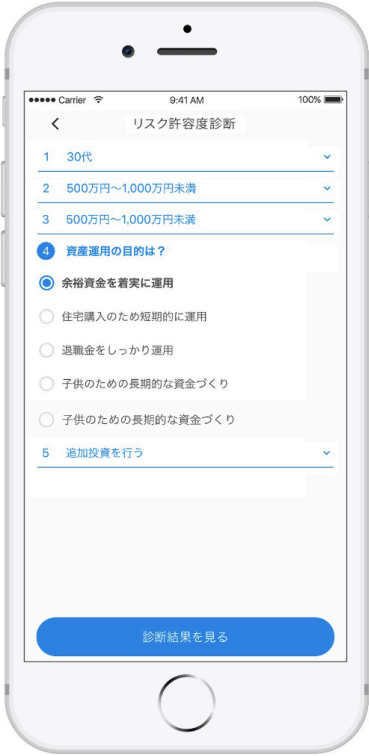 Carrier 9:41 AM 100%
リスク許容度診断
1 30代
2 500万円〜1,000万円未満
3 500万円〜1,000万円未満
4 資産運用の目的は？
余裕資金を着実に運用
住宅購入のため短期的に運用
退職金をしっかり運用
子供のための長期的な資金づくり
子供のための長期的な資金づくり
5 追加投資を行う
診断結果を見る